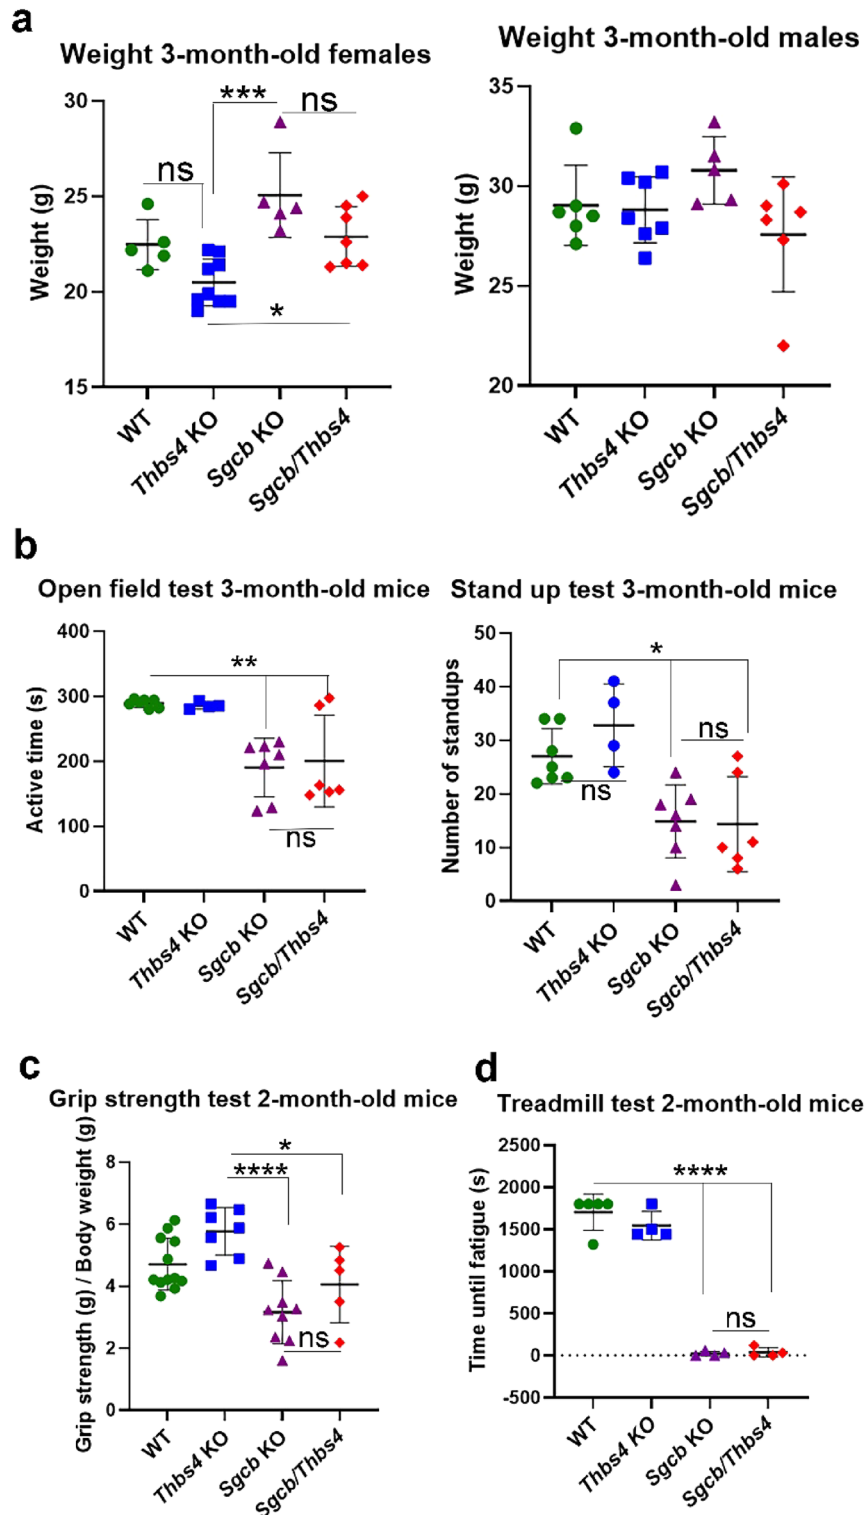 a
Weight 3-month-old females
Weight (g)
30
25
20
15
ns
***
ns
*
WT
Thbs4 KO
Sgcb KO
Sgcb/Thbs4
Weight 3-month-old males
Weight (g)
35
30
25
20
WT
Thbs4 KO
Sgcb KO
Sgcb/Thbs4
b
Open field test 3-month-old mice
Active time (s)
400
300
200
100
0
**
ns
WT
Thbs4 KO
Sgcb KO
Sgcb/Thbs4
Stand up test 3-month-old mice
Number of standups
50
40
30
20
10
0
*
ns
ns
WT
Thbs4 KO
Sgcb KO
Sgcb/Thbs4
c
Grip strength test 2-month-old mice
Grip strength (g) / Body weight (g)
8
6
4
2
0
*
****
ns
WT
Thbs4 KO
Sgcb KO
Sgcb/Thbs4
d
Treadmill test 2-month-old mice
Time until fatigue (s)
2500
2000
1500
1000
500
0
-500
****
ns
WT
Thbs4 KO
Sgcb KO
Sgcb/Thbs4